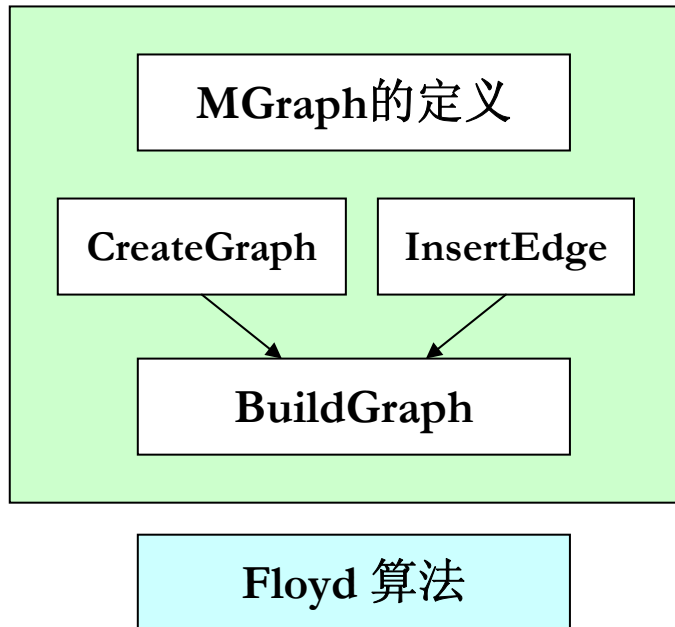 MGraph的定义
CreateGraph
InsertEdge
BuildGraph
Floyd 算法